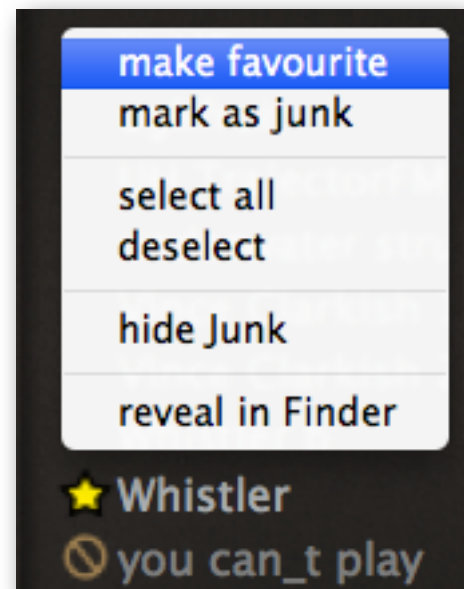 make favourite
mark as junk
select all
deselect
hide Junk
reveal in Finder
Whistler
you can_t play